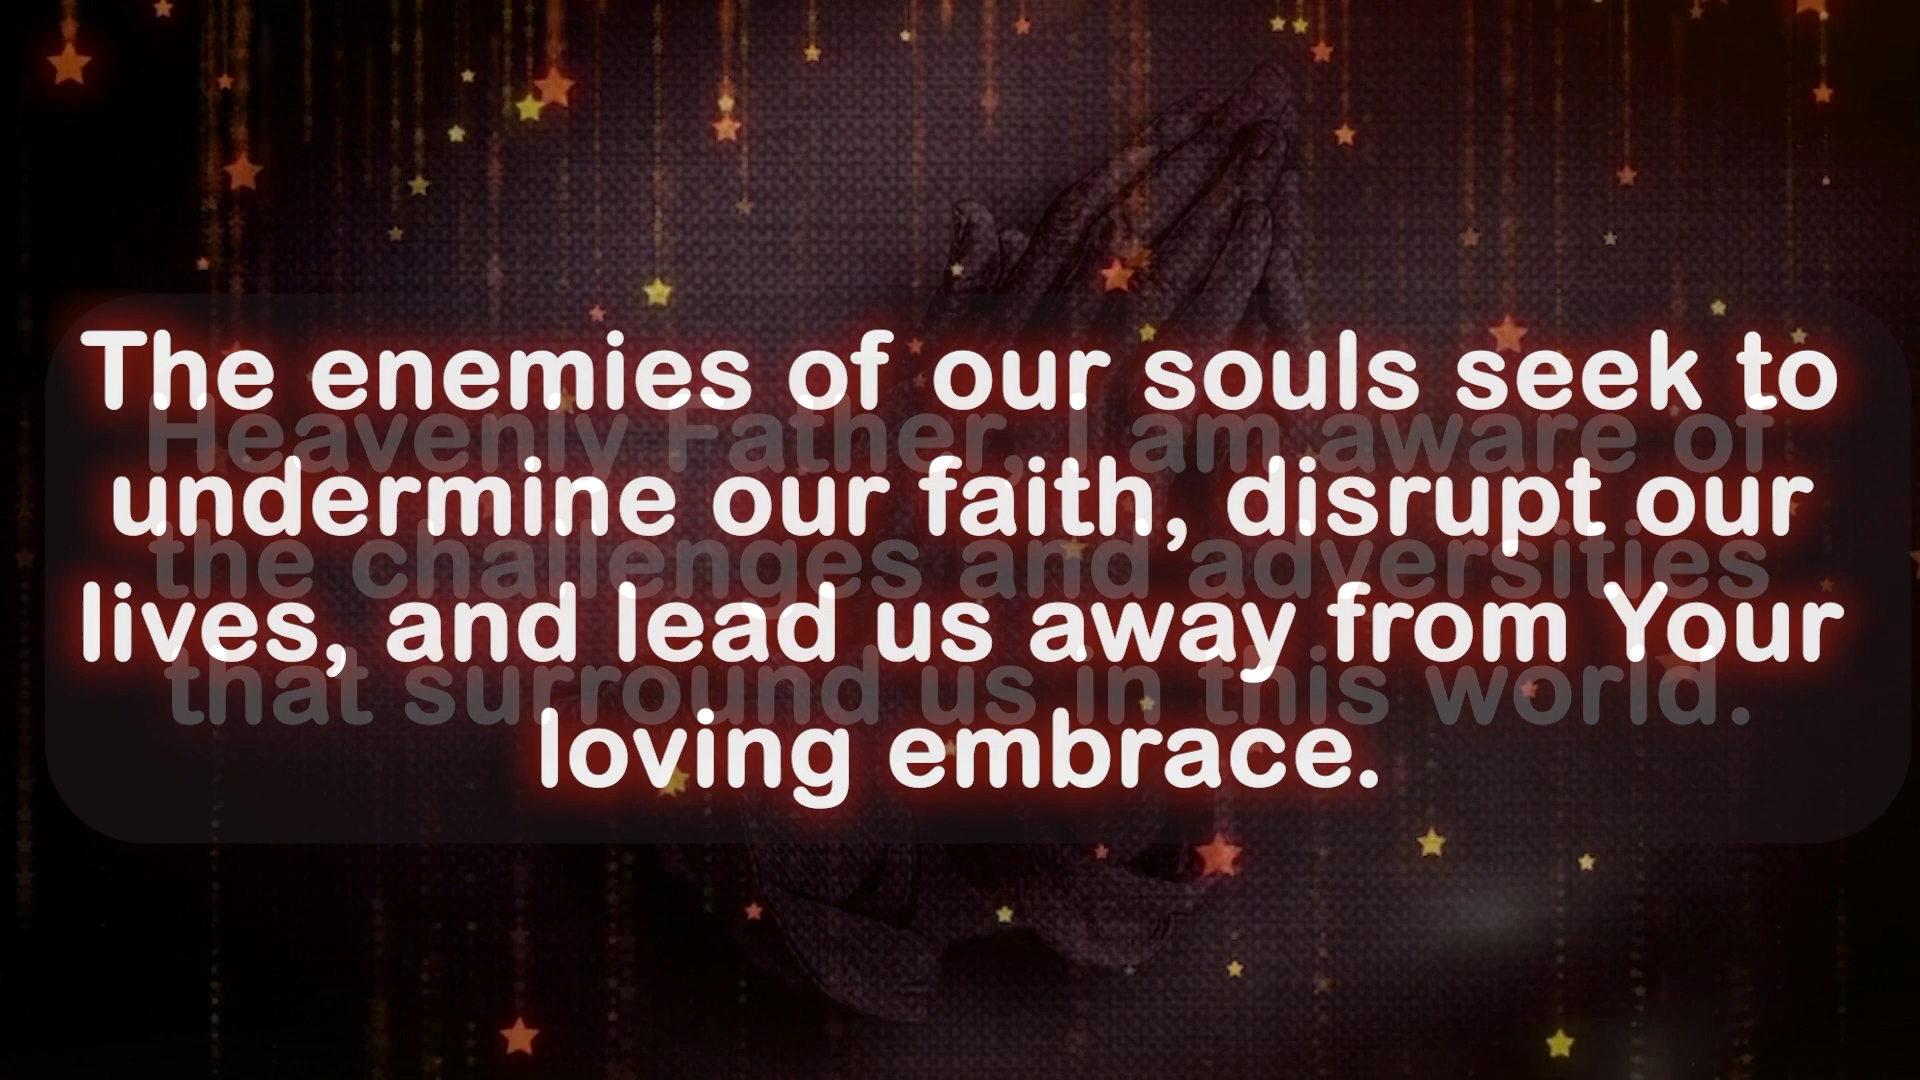 The enemies of our souls seek to
Heavenly Father, I am aware of
undermine our faith, disrupt our
the challenges and adversities
lives, and lead us away from Your
that surround us in this world.
loving embrace.